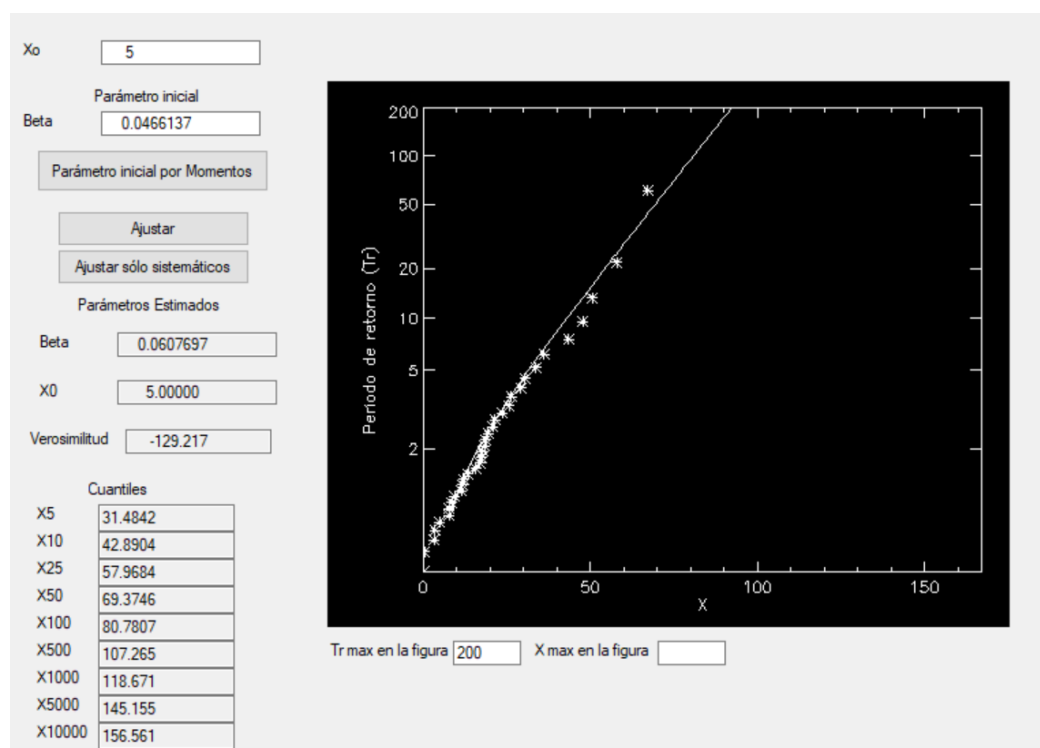 Xo 5
Parámetro inicial
Beta 0.0466137
Parámetro inicial por Momentos
Ajustar
Ajustar sólo sistemáticos
Parámetros Estimados
Beta 0.0607697
X0 5.00000
Verosimilitud -129.217
Cuantiles
X5 31.4842
X10 42.8904
X25 57.9684
X50 69.3746
X100 80.7807
X500 107.265
X1000 118.671
X5000 145.155
X10000 156.561
Período de retorno (Tr)
200
100
50
20
10
5
2
0 50 100 150
X
Tr max en la figura 200 X max en la figura